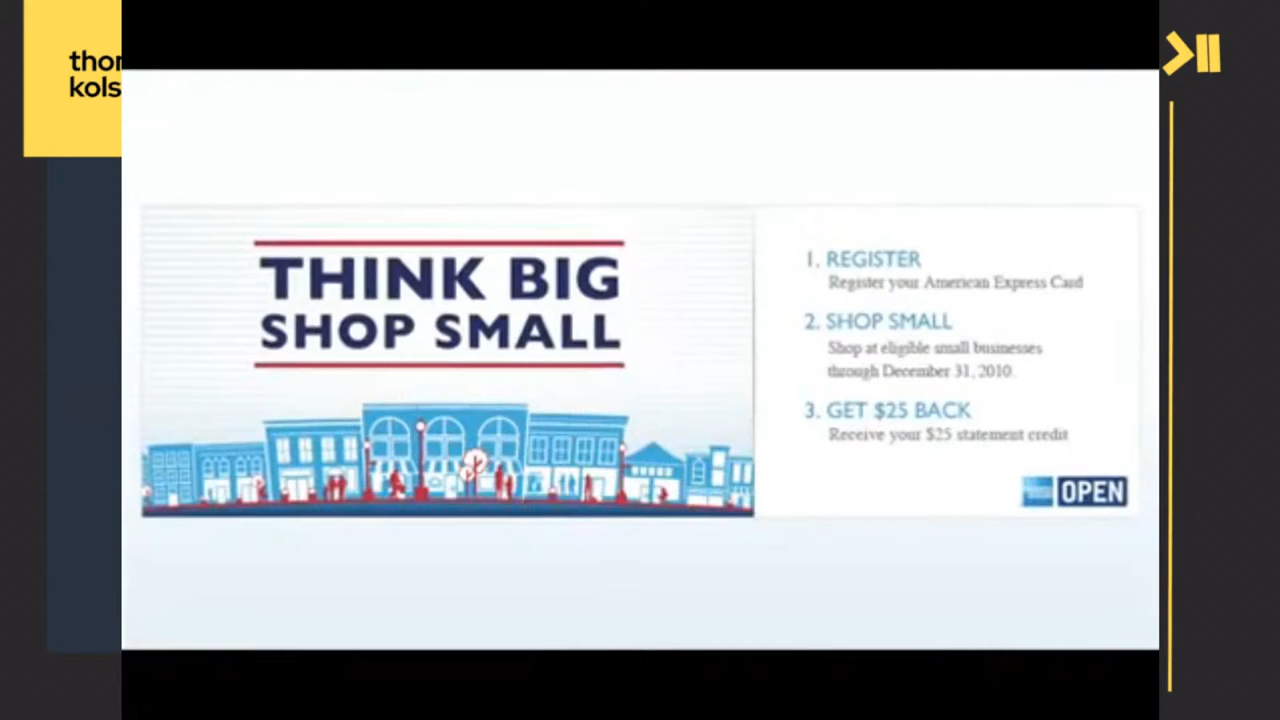 thor
kols
THINK BIG
SHOP SMALL
1. REGISTER
Register your American Express Card
2. SHOP SMALL
Shop at eligible small businesses
through December 31, 2010.
3. GET $25 BACK
Receive your $25 statement credit
OPEN